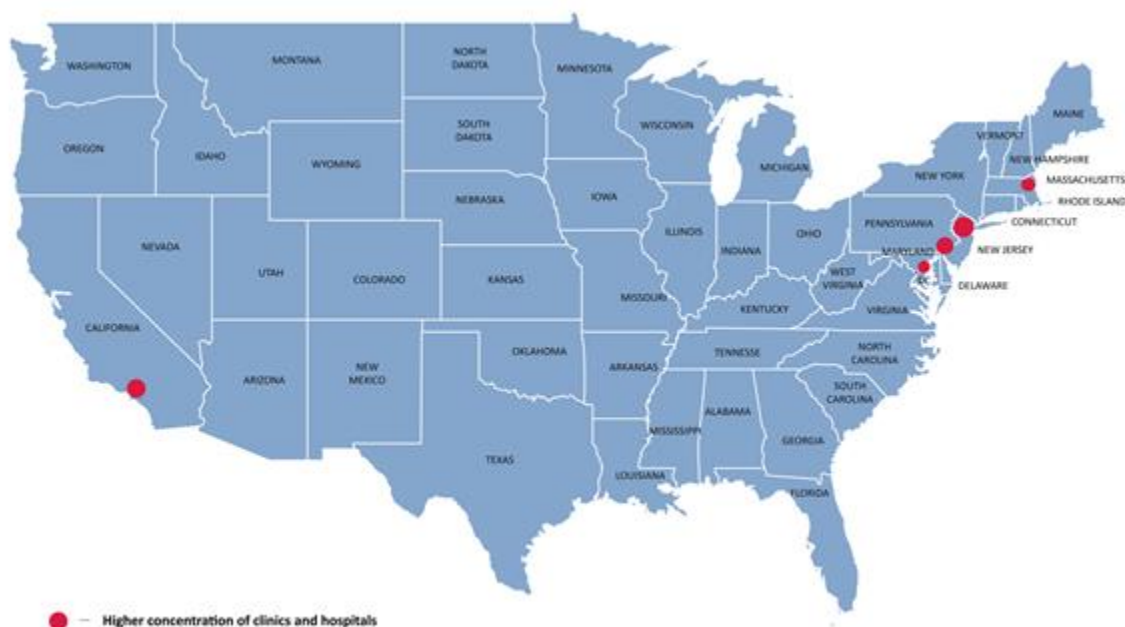 WASHINGTON
MONTANA
NORTH
DAKOTA
MINNESOTA
MAINE
VERMONT
NEW HAMPSHIRE
MASSACHUSETTS
RHODE ISLAND
CONNECTICUT
NEW YORK
OREGON
IDAHO
WYOMING
SOUTH
DAKOTA
WISCONSIN
MICHIGAN
NEBRASKA
IOWA
PENNSYLVANIA
NEW JERSEY
MARYLAND
DC
DELAWARE
NEVADA
UTAH
COLORADO
KANSAS
MISSOURI
ILLINOIS
INDIANA
OHIO
WEST
VIRGINIA
VIRGINIA
KENTUCKY
CALIFORNIA
ARIZONA
NEW
MEXICO
OKLAHOMA
ARKANSAS
TENNESSEE
NORTH
CAROLINA
SOUTH
CAROLINA
TEXAS
LOUISIANA
MISSISSIPPI
ALABAMA
GEORGIA
FLORIDA
— Higher concentration of clinics and hospitals